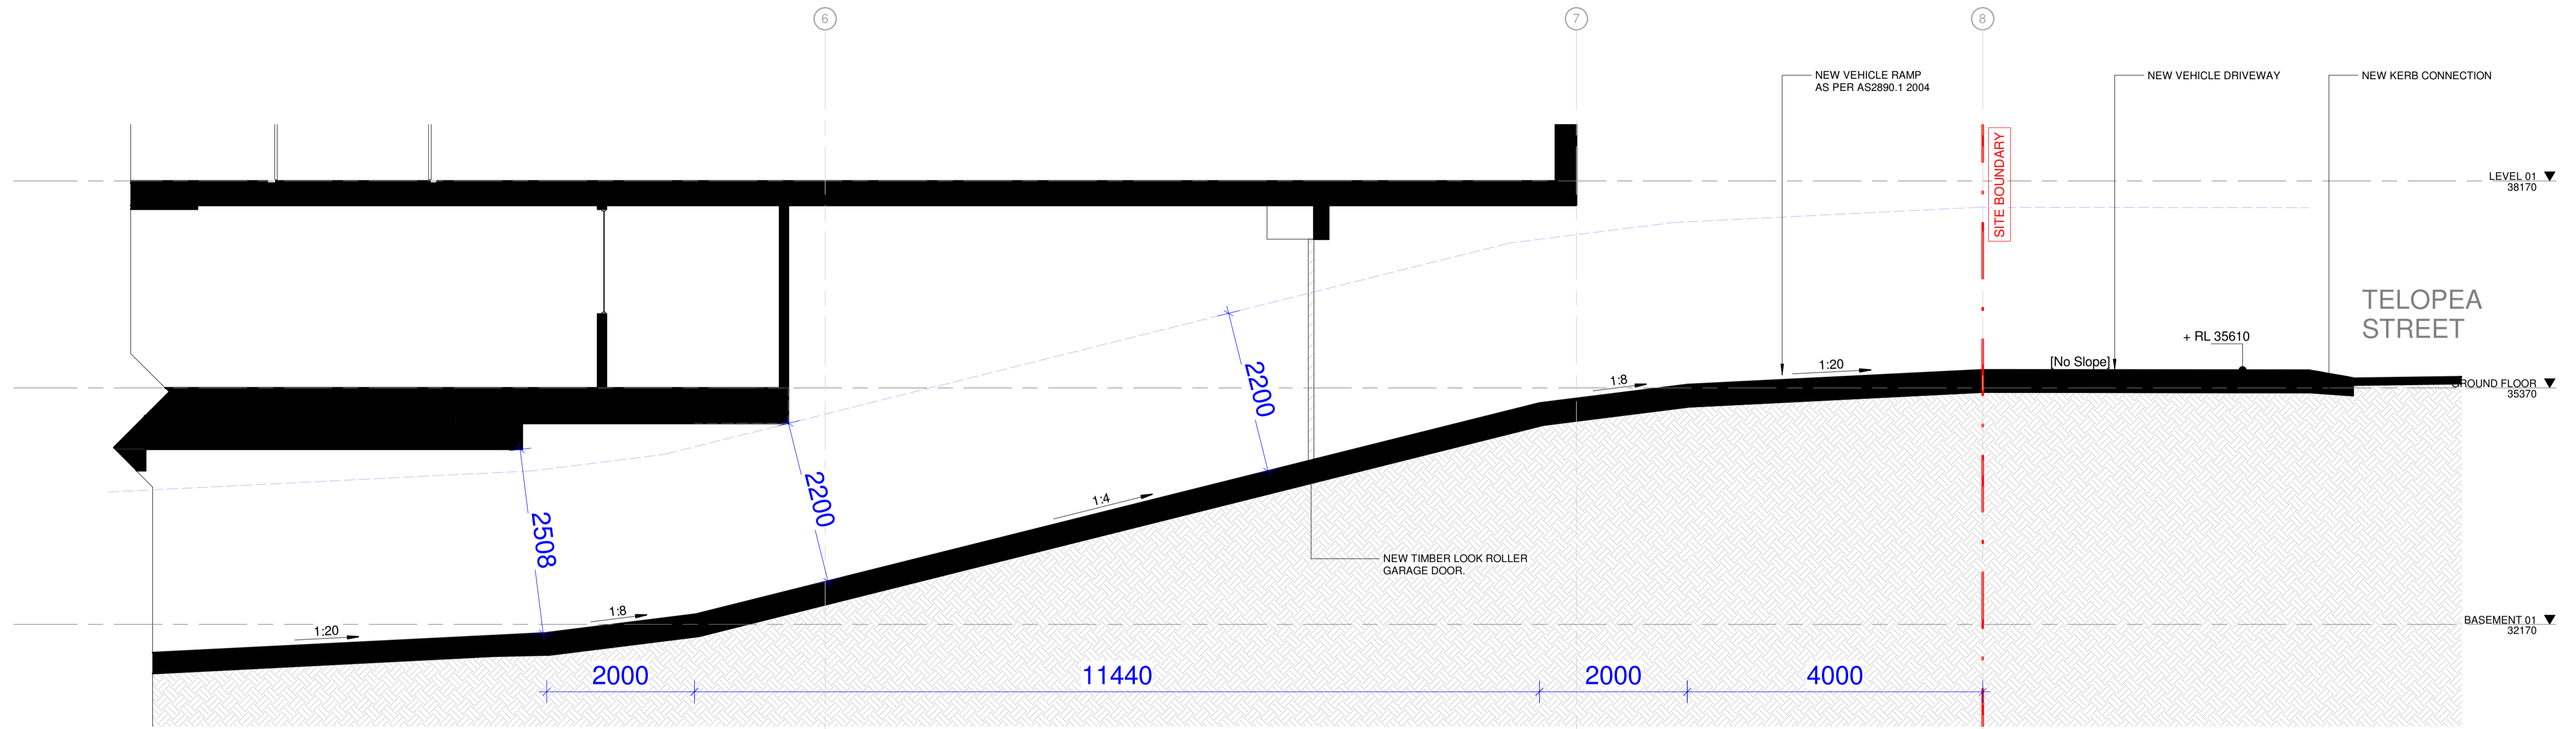 6
7
8
NEW VEHICLE RAMP
AS PER AS2890.1 2004
NEW VEHICLE DRIVEWAY
NEW KERB CONNECTION
SITE BOUNDARY
LEVEL 01
38170
TELOPEA
STREET
+ RL 35610
[No Slope]
1:20
1:8
GROUND FLOOR
35370
2200
2200
2508
1:4
NEW TIMBER LOOK ROLLER
GARAGE DOOR.
1:8
1:20
BASEMENT 01
32170
2000
11440
2000
4000